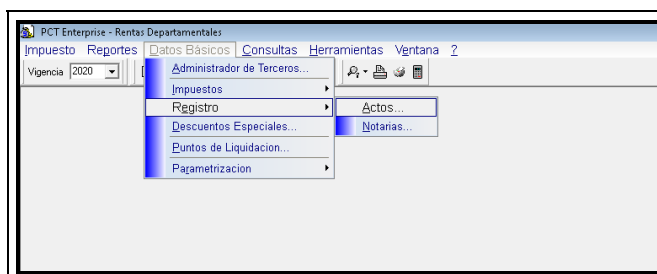 PCT Enterprise - Rentas Departamentales
Impuesto Reportes Datos Básicos Consultas Herramientas Ventana ?
Vigencia 2020
Administrador de Terceros...
Impuestos
Registro
Actos...
Descuentos Especiales...
Notarias...
Puntos de Liquidacion...
Parametrizacion